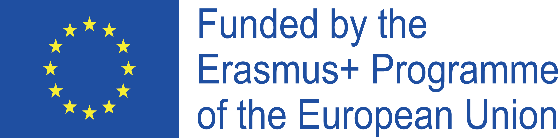 Funded by the
Erasmus+ Programme
of the European Union